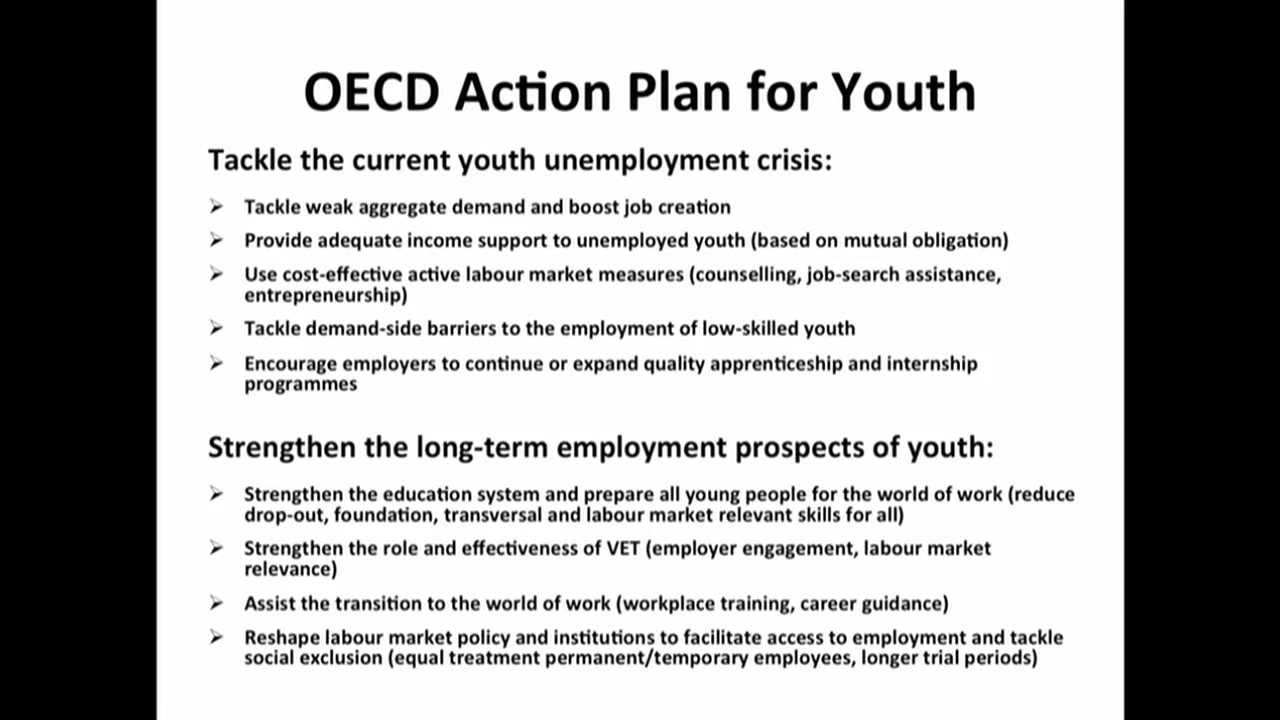 OECD Action Plan for Youth
Tackle the current youth unemployment crisis:
➢ Tackle weak aggregate demand and boost job creation
➢ Provide adequate income support to unemployed youth (based on mutual obligation)
➢ Use cost-effective active labour market measures (counselling, job-search assistance,
entrepreneurship)
➢ Tackle demand-side barriers to the employment of low-skilled youth
➢ Encourage employers to continue or expand quality apprenticeship and internship
programmes
Strengthen the long-term employment prospects of youth:
➢ Strengthen the education system and prepare all young people for the world of work (reduce
drop-out, foundation, transversal and labour market relevant skills for all)
➢ Strengthen the role and effectiveness of VET (employer engagement, labour market
relevance)
➢ Assist the transition to the world of work (workplace training, career guidance)
➢ Reshape labour market policy and institutions to facilitate access to employment and tackle
social exclusion (equal treatment permanent/temporary employees, longer trial periods)